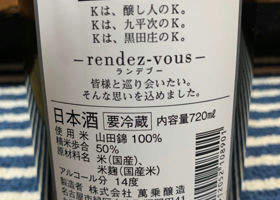 Kは、醸し人のK。
Kは、九平次のK。
Kは、黒田庄のK。
–rendez-vous–
ランデブー
皆様と巡り会いたい。
そんな思いを込めました。
日本酒 要冷蔵 内容量720ml
使用米 山田錦 100%
精米歩合 50%
原材料名 米(国産)、
米麹(国産米)
アルコール分 14度
製造者 株式会社 萬乗醸造